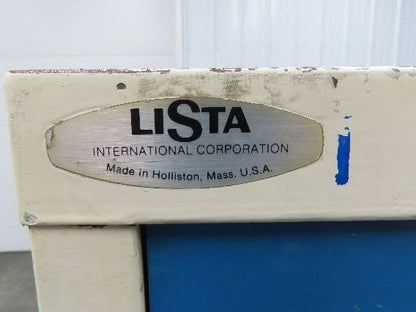 LISTA
INTERNATIONAL CORPORATION
Made in Holliston, Mass. U.S.A.